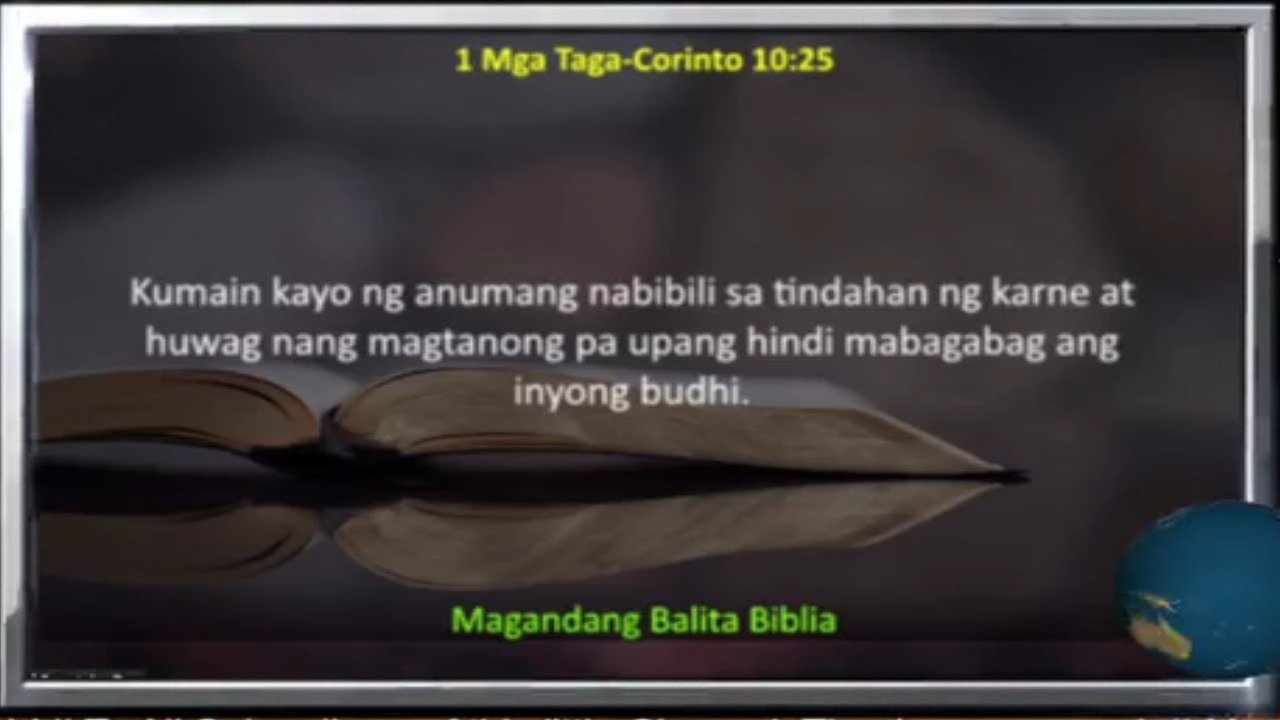 1 Mga Taga-Corinto 10:25
Kumain kayo ng anumang nabibili sa tindahan ng karne at
huwag nang magtanong pa upang hindi mabagabag ang
inyong budhi.
Magandang Balita Biblia